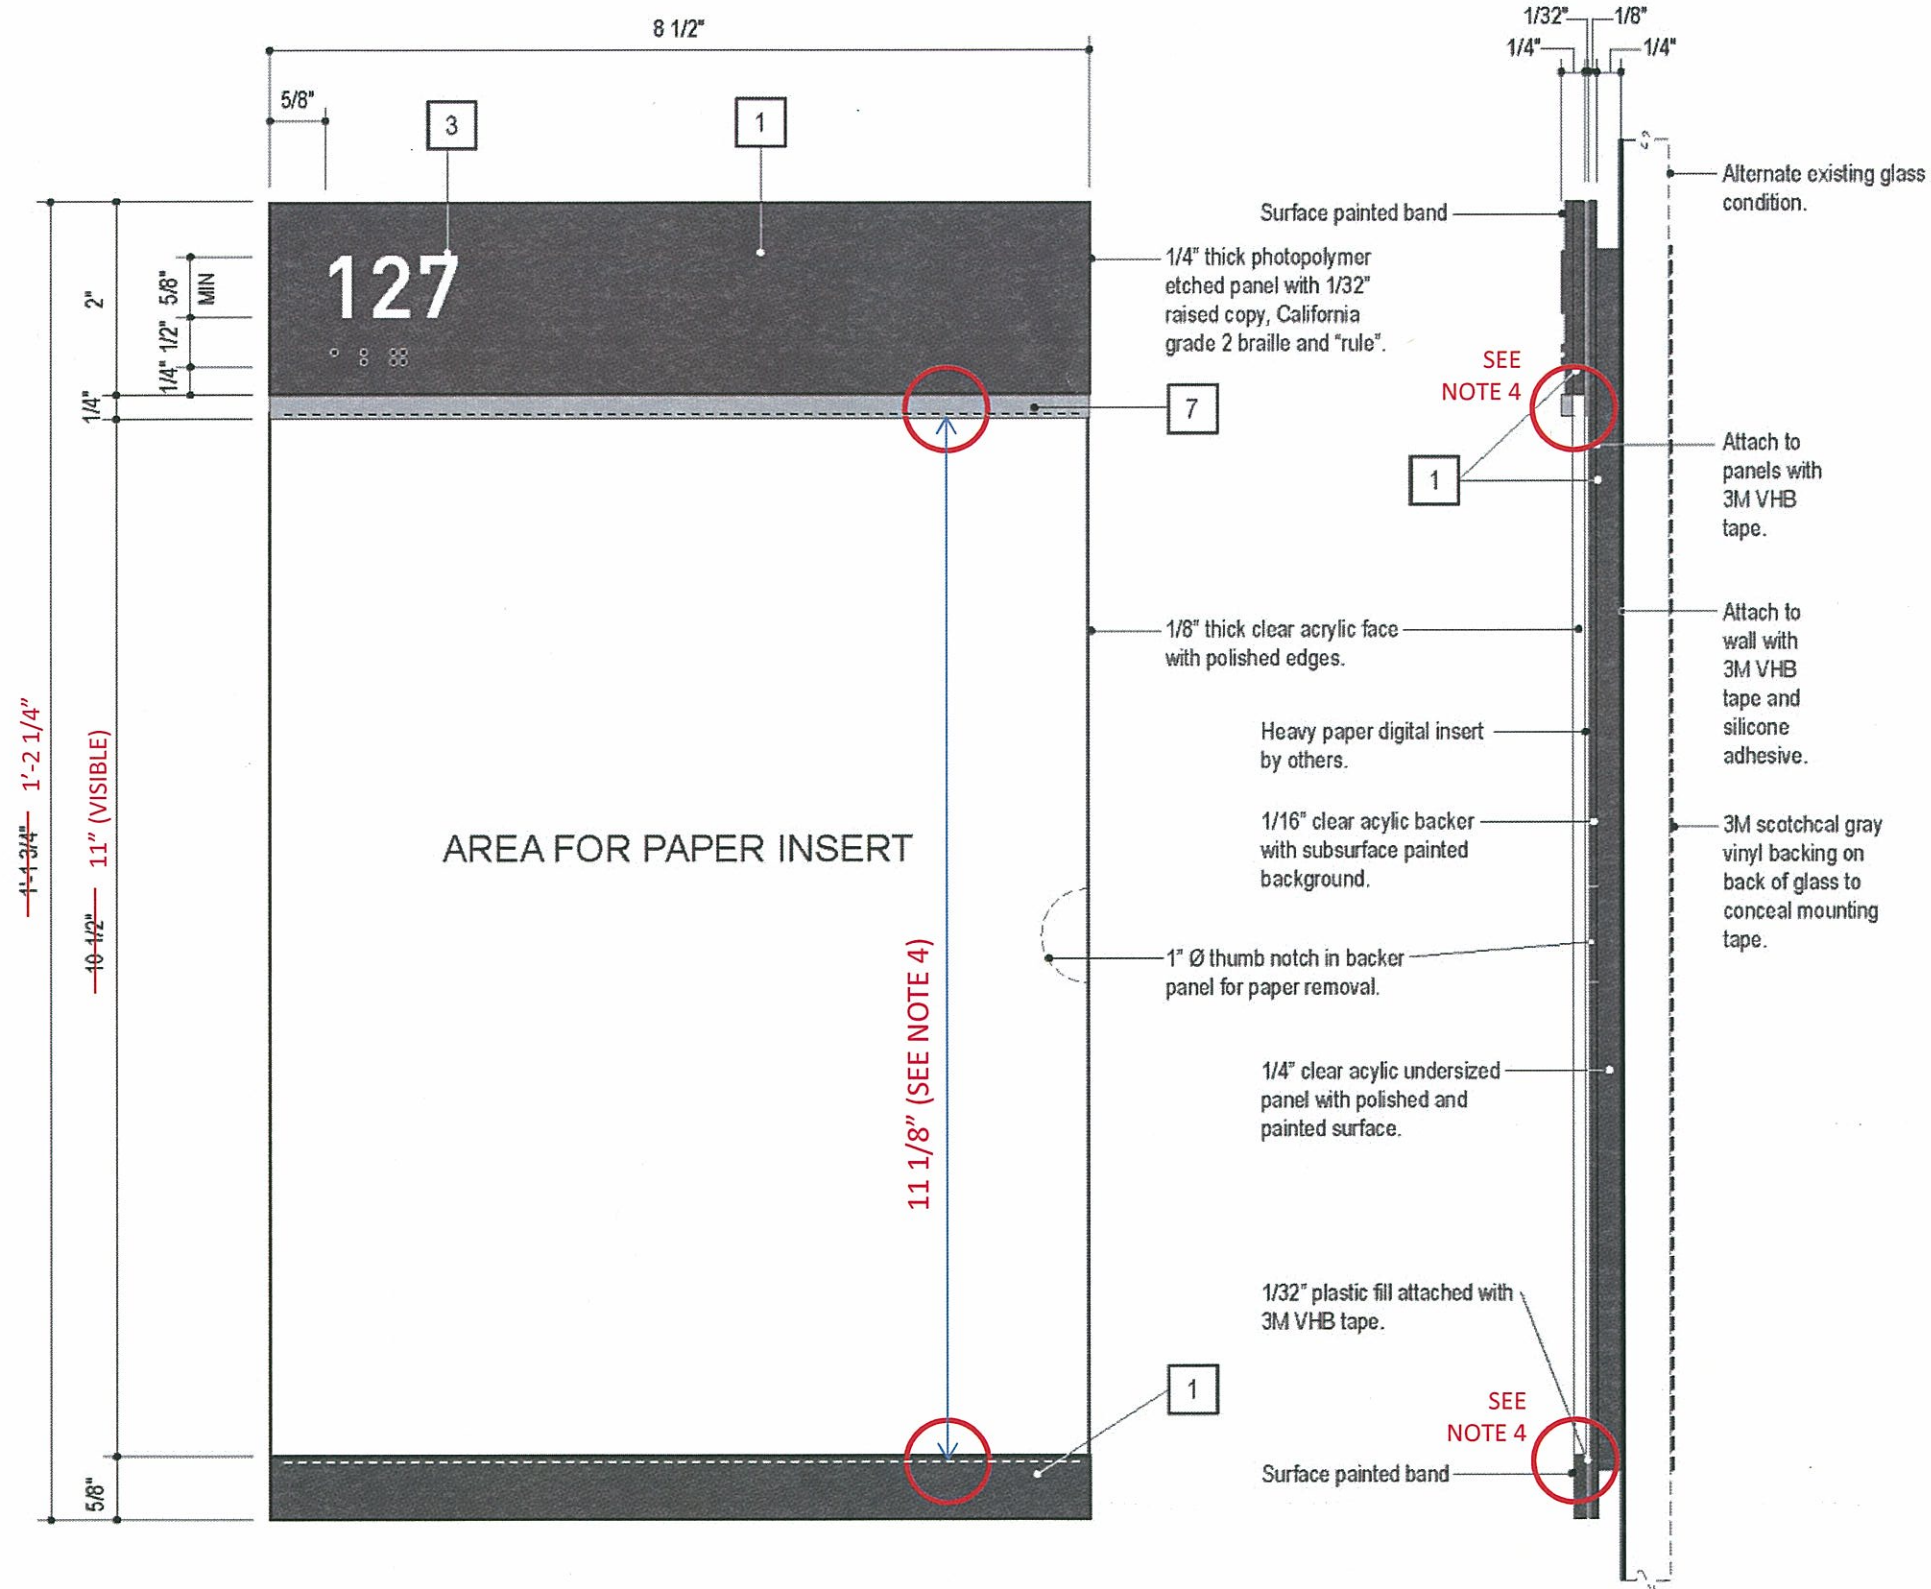 8 1/2"
1/32"
1/8"
1/4"
1/4"
5/8"
3
1
Alternate existing glass
condition.
Surface painted band
127
1/4" thick photopolymer
etched panel with 1/32"
raised copy, California
grade 2 braille and "rule".
2"
5/8"
MIN
1/2"
1/4"
1/4"
SEE
NOTE 4
7
1
Attach to
panels with
3M VHB
tape.
1/8" thick clear acrylic face
with polished edges.
Attach to
wall with
3M VHB
tape and
silicone
adhesive.
Heavy paper digital insert
by others.
1'-1 3/4" 1'-2 1/4"
10 1/2" 11" (VISIBLE)
AREA FOR PAPER INSERT
1/16" clear acylic backer
with subsurface painted
background.
3M scotchcal gray
vinyl backing on
back of glass to
conceal mounting
tape.
1" Ø thumb notch in backer
panel for paper removal.
11 1/8" (SEE NOTE 4)
1/4" clear acylic undersized
panel with polished and
painted surface.
1/32" plastic fill attached with
3M VHB tape.
1
SEE
NOTE 4
Surface painted band
5/8"